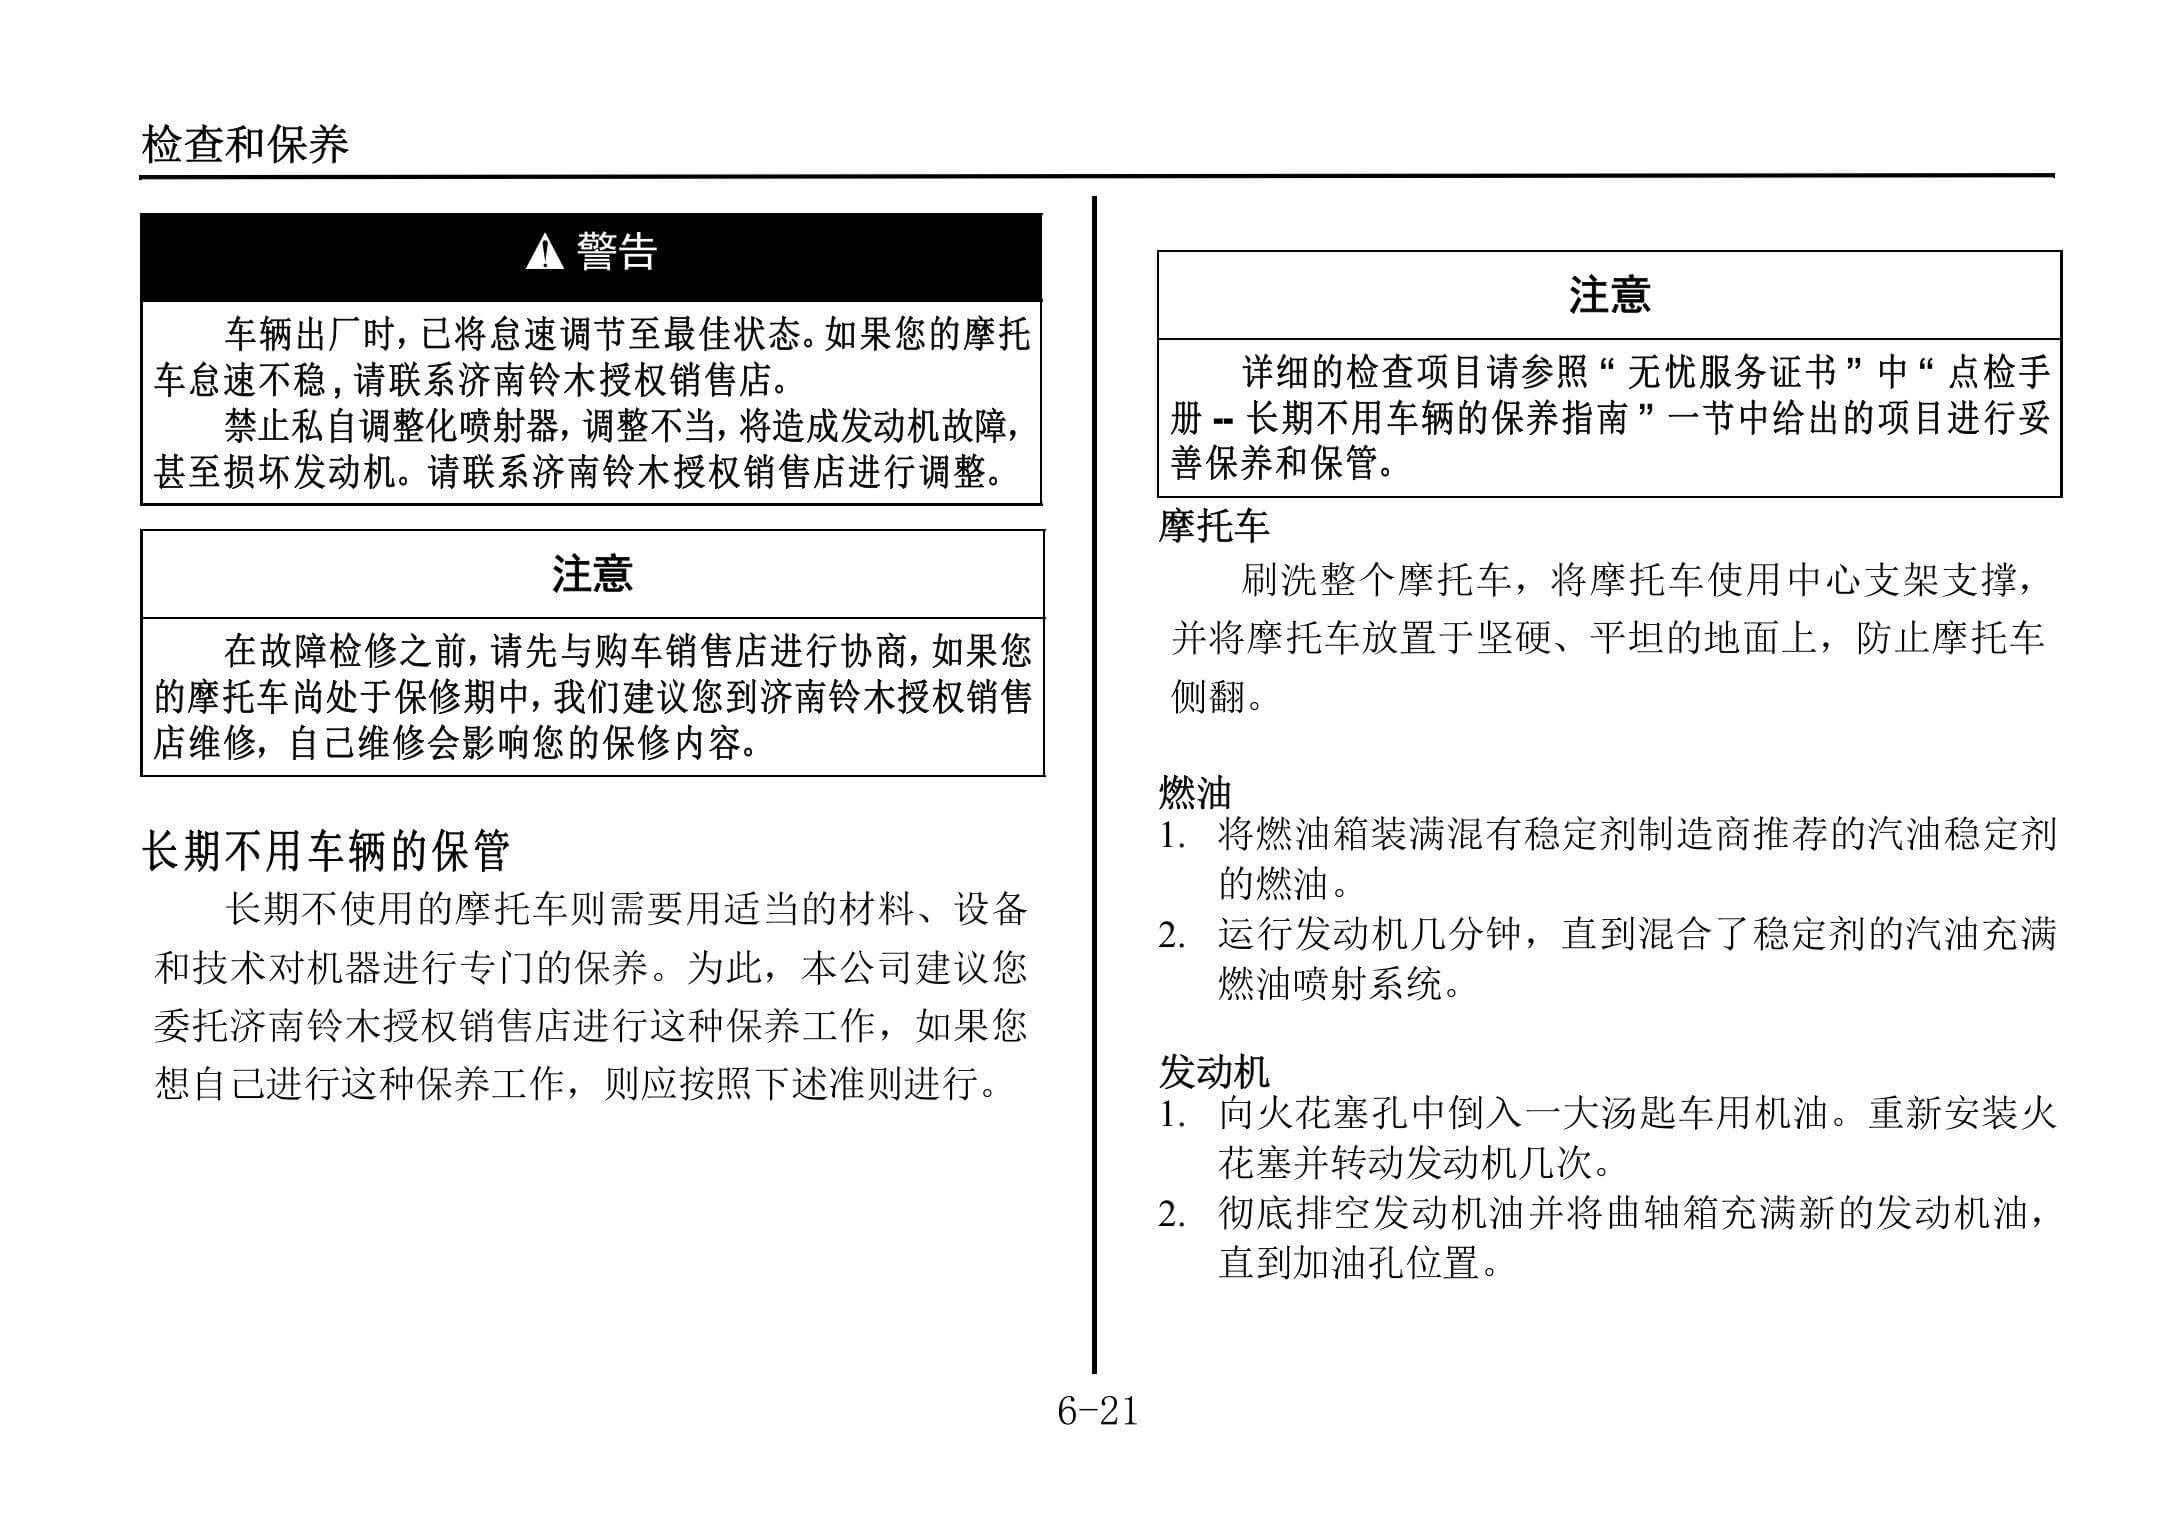 检查和保养
警告
车辆出厂时，已将怠速调节至最佳状态。如果您的摩托
车怠速不稳，请联系济南铃木授权销售店。
禁止私自调整化喷射器，调整不当，将造成发动机故障，
甚至损坏发动机。请联系济南铃木授权销售店进行调整。
注意
在故障检修之前，请先与购车销售店进行协商，如果您
的摩托车尚处于保修期中，我们建议您到济南铃木授权销售
店维修，自己维修会影响您的保修内容。
长期不用车辆的保管
长期不使用的摩托车则需要用适当的材料、设备
和技术对机器进行专门的保养。为此，本公司建议您
委托济南铃木授权销售店进行这种保养工作，如果您
想自己进行这种保养工作，则应按照下述准则进行。
注意
详细的检查项目请参照“无忧服务证书”中“点检手
册--长期不用车辆的保养指南”一节中给出的项目进行妥
善保养和保管。
摩托车
刷洗整个摩托车，将摩托车使用中心支架支撑，
并将摩托车放置于坚硬、平坦的地面上，防止摩托车
侧翻。
燃油
1. 将燃油箱装满混有稳定剂制造商推荐的汽油稳定剂
的燃油。
2. 运行发动机几分钟，直到混合了稳定剂的汽油充满
燃油喷射系统。
发动机
1. 向火花塞孔中倒入一大汤匙车用机油。重新安装火
花塞并转动发动机几次。
2. 彻底排空发动机油并将曲轴箱充满新的发动机油，
直到加油孔位置。
6-21